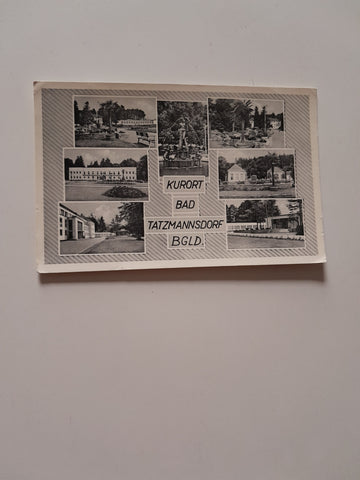 KURORT
BAD
TATZMANNSDORF
BGLD.